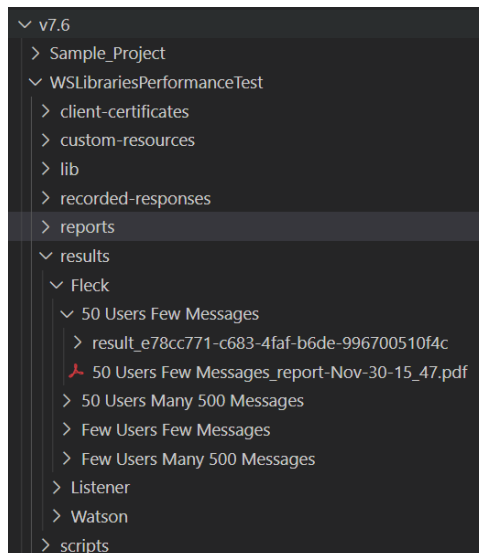 v7.6
Sample_Project
WSLibrariesPerformanceTest
client-certificates
custom-resources
lib
recorded-responses
reports
results
Fleck
50 Users Few Messages
result_e78cc771-c683-4faf-b6de-996700510f4c
50 Users Few Messages_report-Nov-30-15_47.pdf
50 Users Many 500 Messages
Few Users Few Messages
Few Users Many 500 Messages
Listener
Watson
scripts